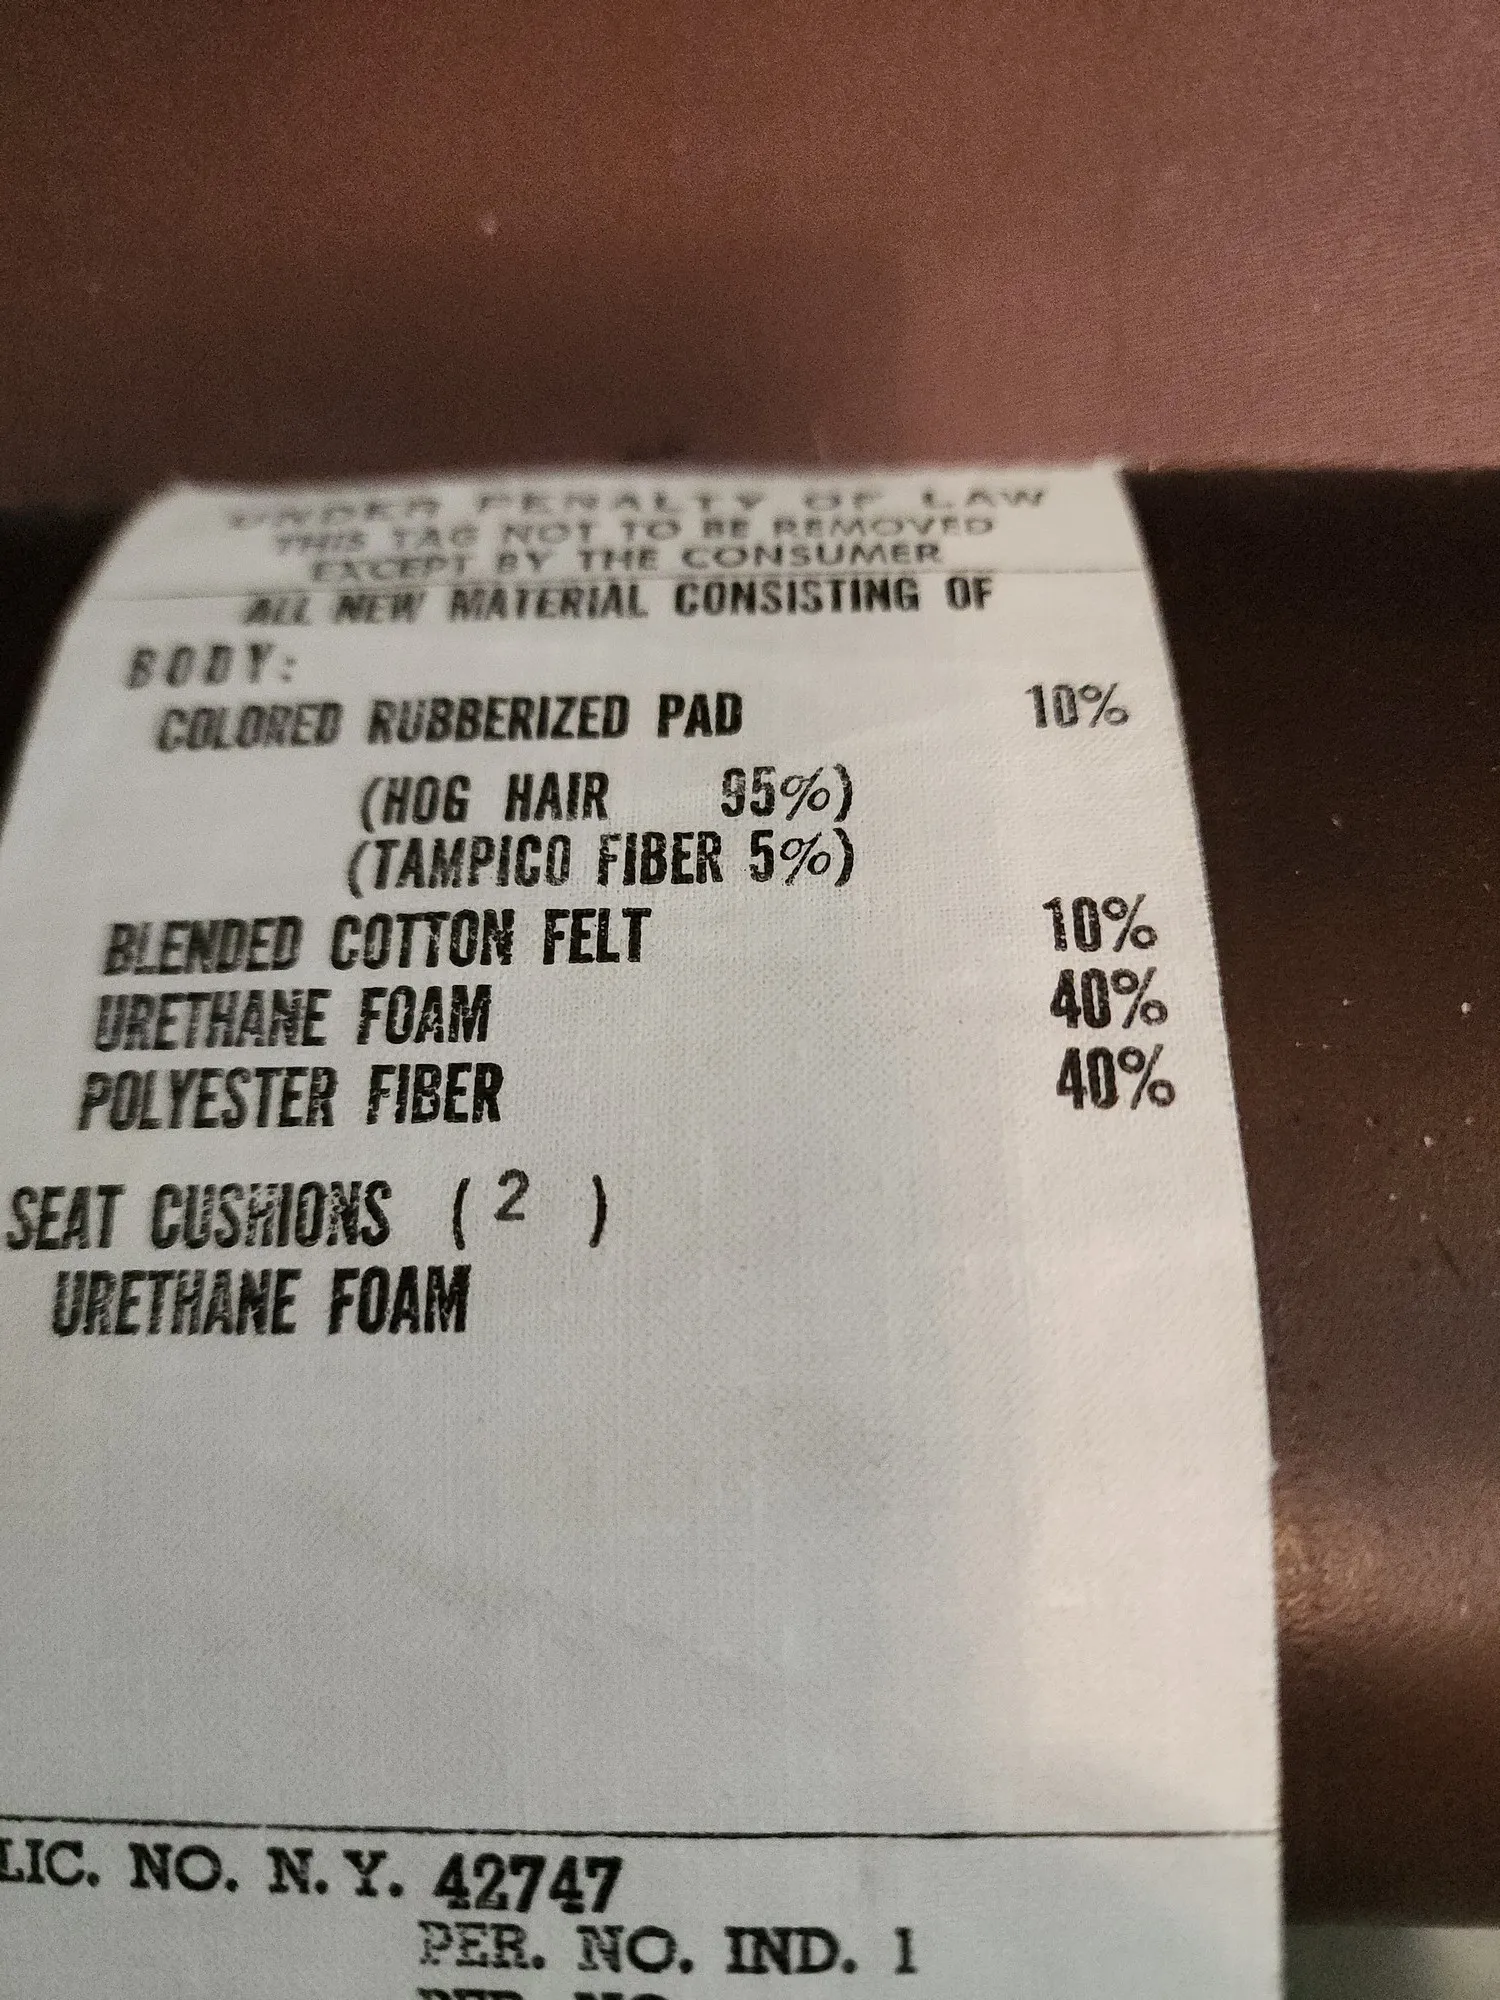 UNDER PENALTY OF LAW
THIS TAG NOT TO BE REMOVED
EXCEPT BY THE CONSUMER
ALL NEW MATERIAL CONSISTING OF
BODY:
COLORED RUBBERIZED PAD 10%
(HOG HAIR 95%)
(TAMPICO FIBER 5%)
BLENDED COTTON FELT 10%
URETHANE FOAM 40%
POLYESTER FIBER 40%
SEAT CUSHIONS ( 2 )
URETHANE FOAM
LIC. NO. N. Y. 42747
PER. NO. IND. 1